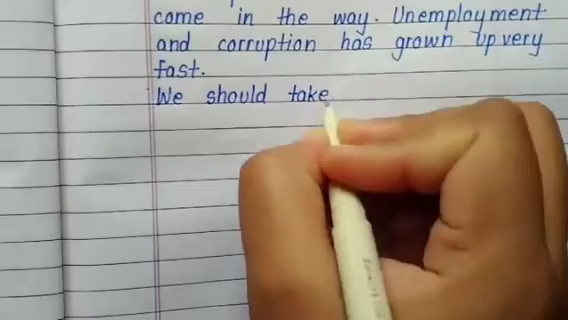 come in the way. Unemployment
and corruption has grown up very
fast.
We should take